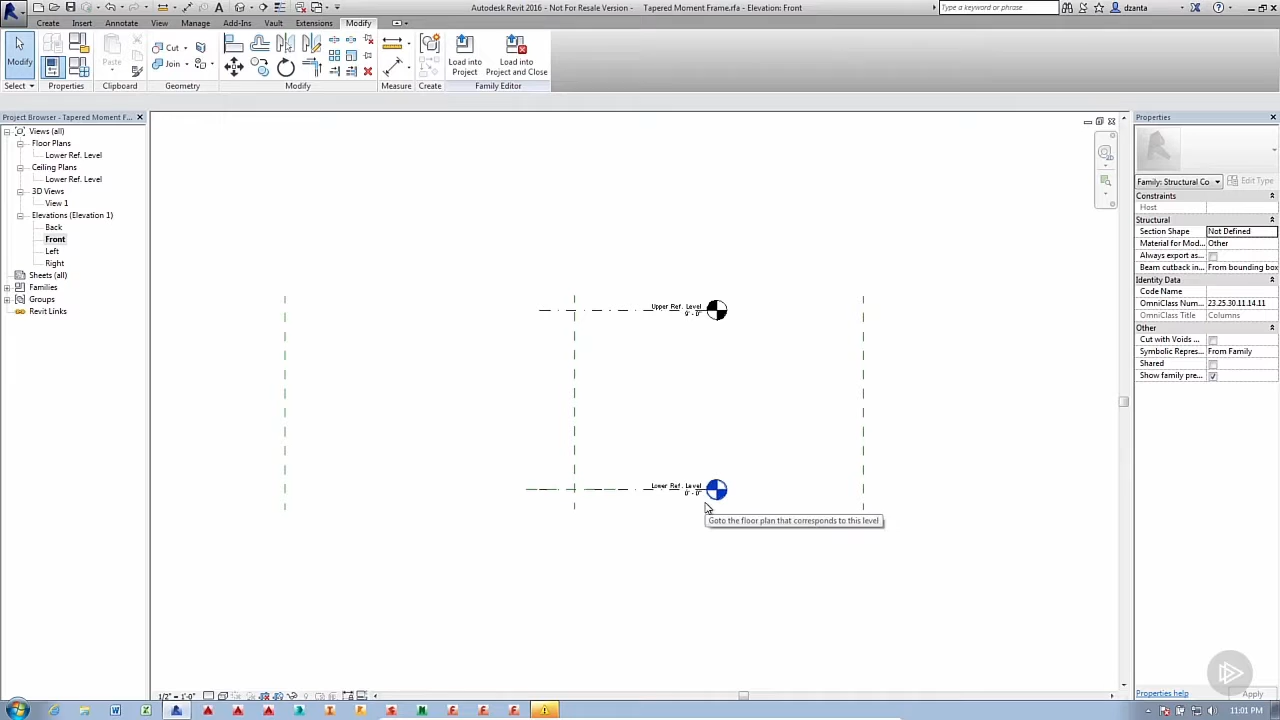 Autodesk Revit 2016 - Not For Resale Version - Tapered Moment Frame.rfa - Elevation: Front
Type a keyword or phrase
dzanta
Create Insert Annotate View Manage Add-Ins Vault Extensions Modify
Modify
Paste
Cut
Join
Load into Project
Load into Project and Close
Select Properties Clipboard Geometry Modify Measure Create Family Editor
Project Browser - Tapered Moment F...
Views (all)
Floor Plans
Lower Ref. Level
Ceiling Plans
Lower Ref. Level
3D Views
View 1
Elevations (Elevation 1)
Back
Front
Left
Right
Sheets (all)
Families
Groups
Revit Links
Upper Ref. Level
Lower Ref. Level
0' - 0"
Goto the floor plan that corresponds to this level
Properties
Family: Structural Co
Edit Type
Constraints
Host
Structural
Section Shape Not Defined
Material for Mod... Other
Always export as...
Beam cutback in... From bounding box
Identity Data
Code Name
OmniClass Num... 23.25.30.11.14.11
OmniClass Title Columns
Other
Cut with Voids ...
Symbolic Repres... From Family
Shared
Show family pre...
Properties help
Apply
1/2" = 1'-0"
11:01 PM